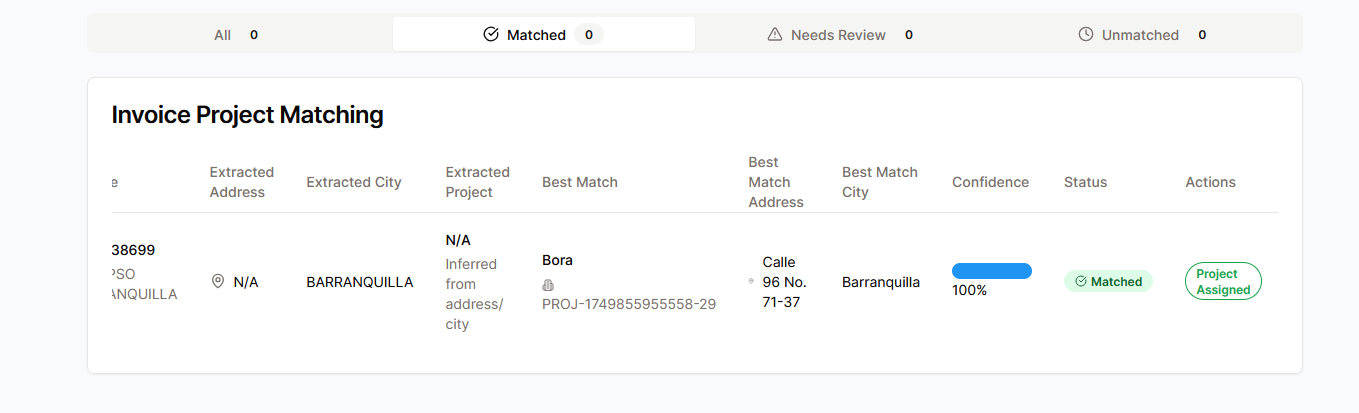 All 0 Matched 0 Needs Review 0 Unmatched 0
Invoice Project Matching
e
Extracted
Address
Extracted City
Extracted
Project
Best Match
Best
Match
Address
Best Match
City
Confidence
Status
Actions
38699
PSO
ANQUILLA
N/A
BARRANQUILLA
N/A
Inferred
from
address/
city
Bora
PROJ-1749855955558-29
Calle
96 No.
71-37
Barranquilla
100%
Matched
Project
Assigned